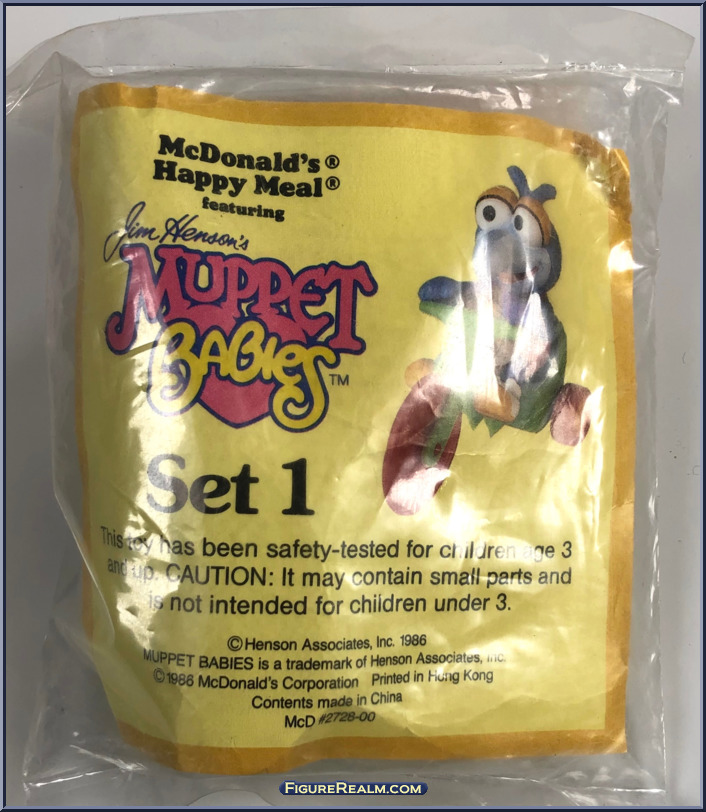 McDonald's®
Happy Meal®
featuring
Jim Henson's
MUPPET
BABIES™
Set 1
This toy has been safety-tested for children age 3
and up. CAUTION: It may contain small parts and
is not intended for children under 3.
©Henson Associates, Inc. 1986
MUPPET BABIES is a trademark of Henson Associates, Inc.
©1986 McDonald's Corporation Printed in Hong Kong
Contents made in China
McD #2728-00
FIGUREREALM.COM